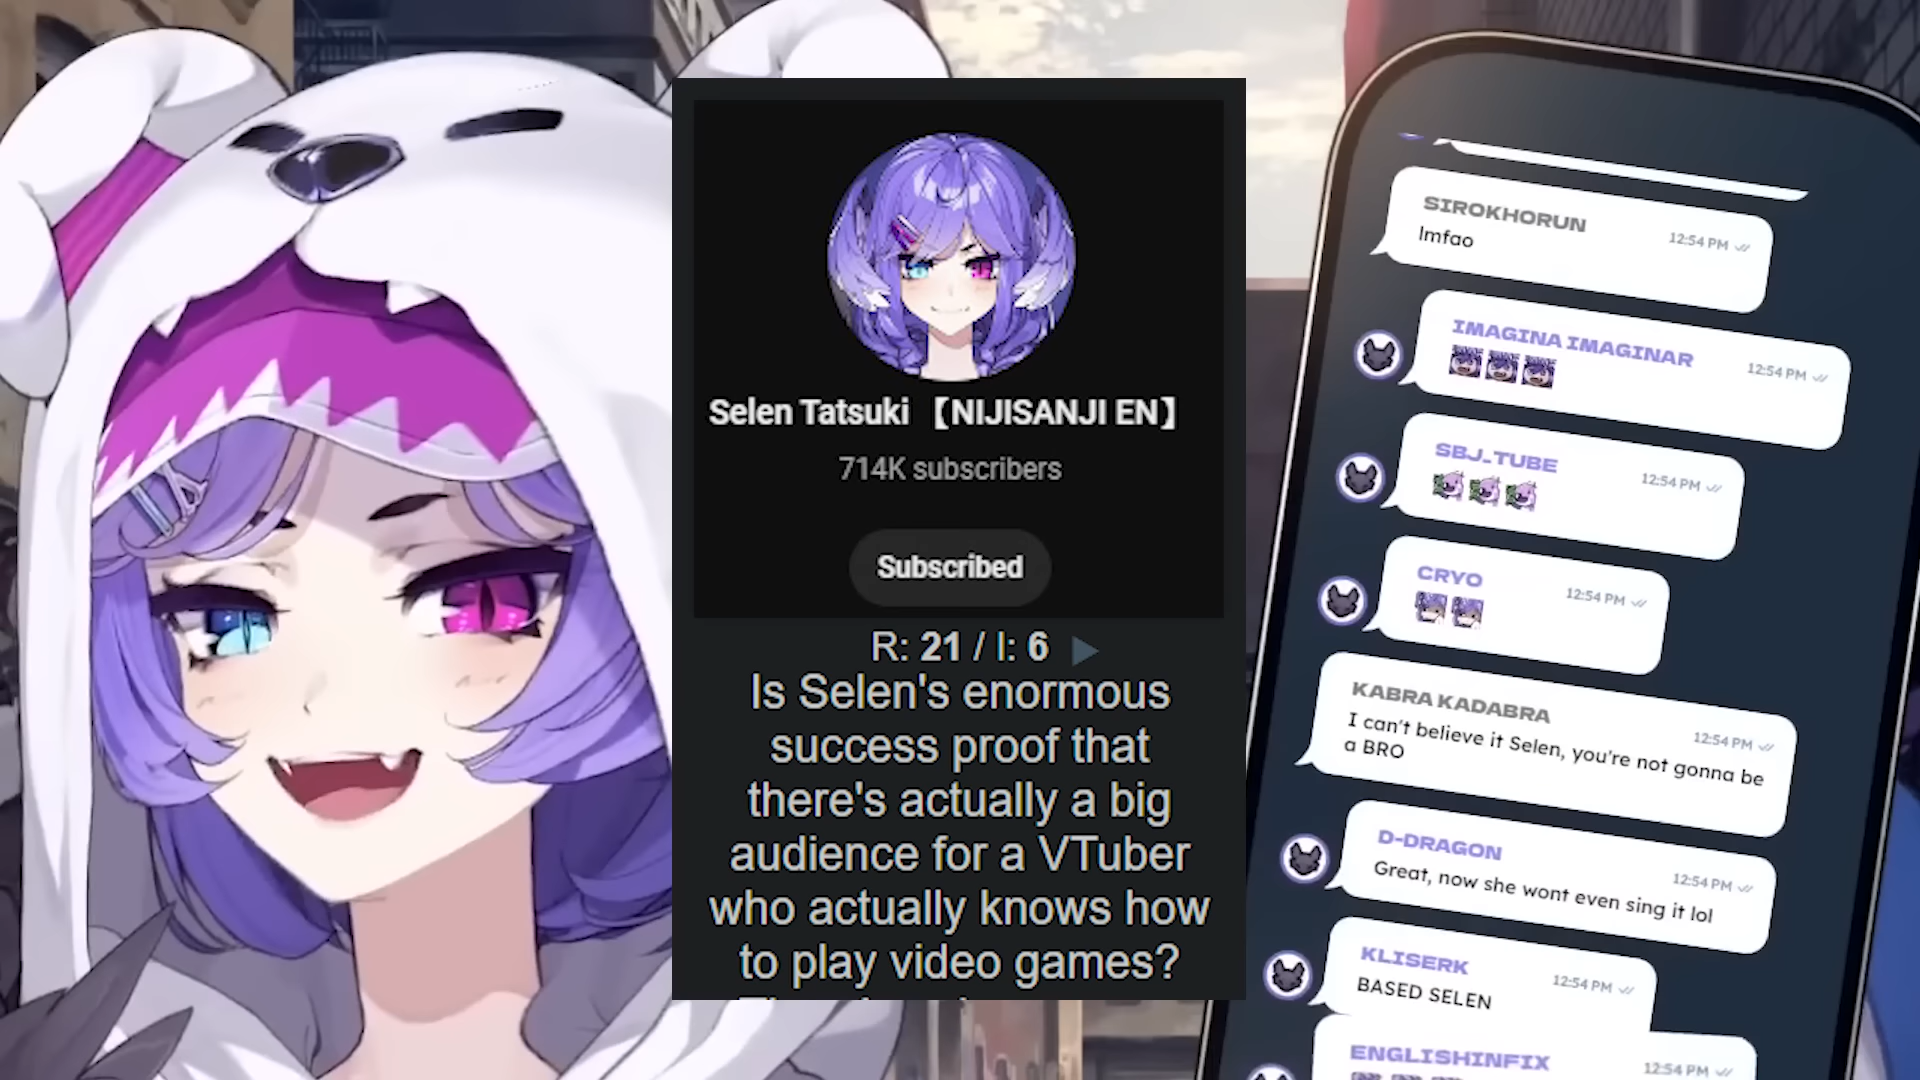 Selen Tatsuki 【NIJISANJI EN】
714K subscribers
Subscribed
R: 21 / I: 6
Is Selen's enormous
success proof that
there's actually a big
audience for a VTuber
who actually knows how
to play video games?
SIROKHORUN
12:54 PM
lmfao
IMAGINA IMAGINAR
12:54 PM
SBJ_TUBE
12:54 PM
CRYO
12:54 PM
KABRA KADABRA
12:54 PM
I can't believe it Selen, you're not gonna be
a BRO
D-DRAGON
12:54 PM
Great, now she wont even sing it lol
KLISERK
12:54 PM
BASED SELEN
ENGLISHINFIX
12:54 PM